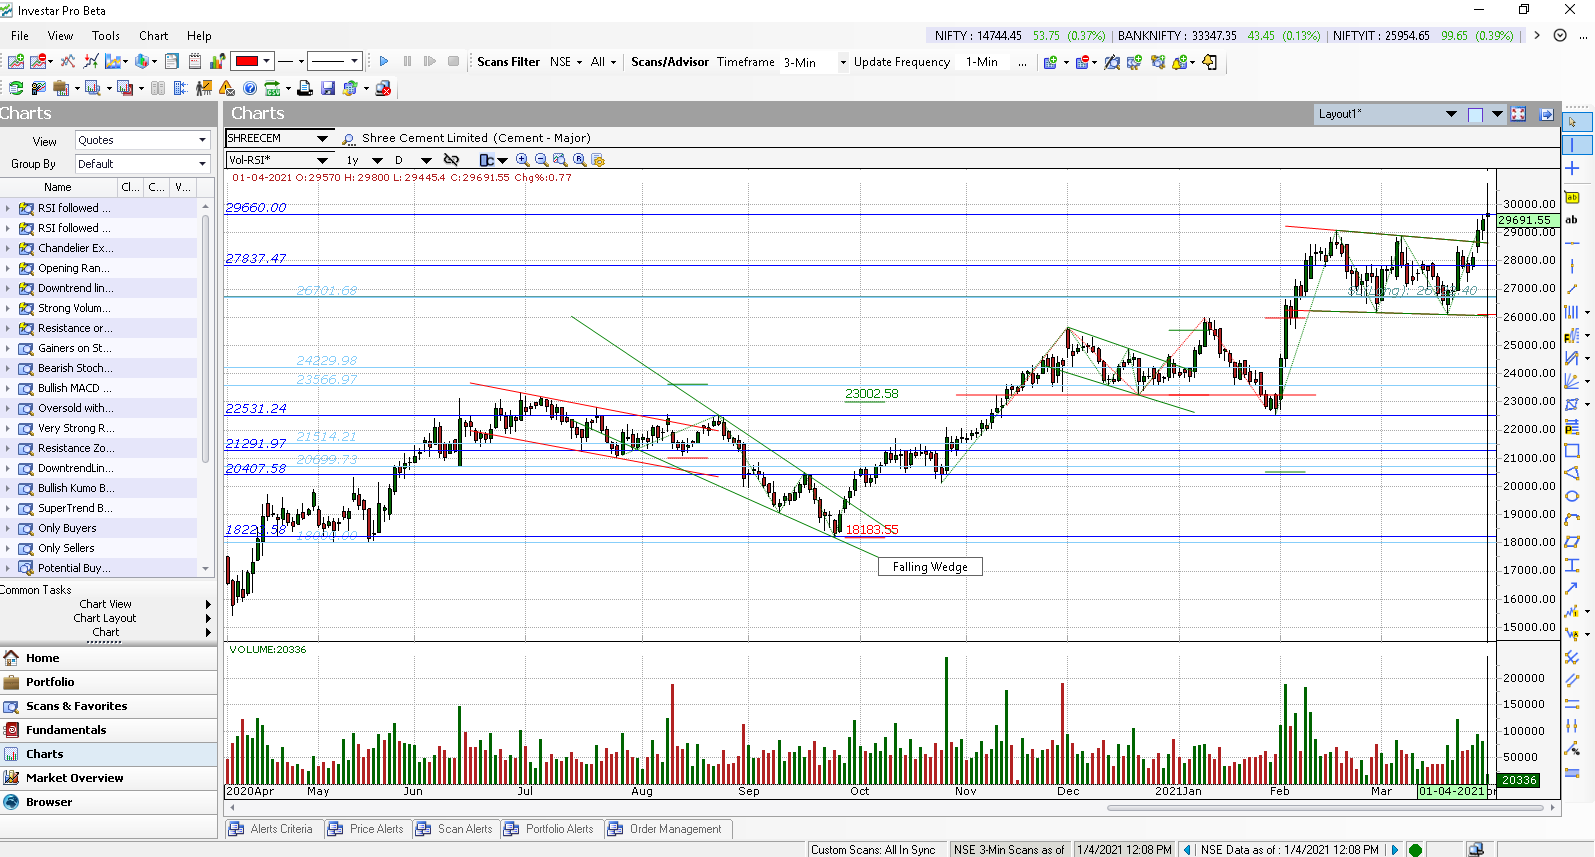 Investar Pro Beta
File View Tools Chart Help
NIFTY : 14744.45 53.75 (0.37%) | BANKNIFTY : 33347.35 43.45 (0.13%) | NIFTYIT : 25954.65 99.65 (0.39%) |
Scans Filter NSE All Scans/Advisor Timeframe 3-Min Update Frequency 1-Min ...
Charts
View Quotes
Group By Default
Name Cl... C... V...
RSI followed ...
RSI followed ...
Chandelier Ex...
Opening Ran...
Downtrend lin...
Strong Volum...
Resistance or...
Gainers on St...
Bearish Stoch...
Bullish MACD ...
Oversold with...
Very Strong R...
Resistance Zo...
DowntrendLin...
Bullish Kumo B...
SuperTrend B...
Only Buyers
Only Sellers
Potential Buy...
Common Tasks
Chart View
Chart Layout
Chart
Home
Portfolio
Scans & Favorites
Fundamentals
Charts
Market Overview
Browser
Charts
Layout1*
SHREECEM Shree Cement Limited (Cement - Major)
Vol-RSI* 1y D
01-04-2021 O:29570 H: 29800 L: 29445.4 C:29691.55 Chg%:0.77
29660.00
27837.47
26701.68
24229.98
23566.97
23002.58
22531.24
21514.21
21291.97
20699.73
20407.58
18183.55
Falling Wedge
30000.00
29691.55
29000.00
28000.00
27000.00
26000.00
25000.00
24000.00
23000.00
22000.00
21000.00
20000.00
19000.00
18000.00
17000.00
16000.00
15000.00
VOLUME:20336
200000
150000
100000
50000
20336
2020Apr May Jun Jul Aug Sep Oct Nov Dec 2021Jan Feb Mar 01-04-2021
Alerts Criteria Price Alerts Scan Alerts Portfolio Alerts Order Management
Custom Scans: All In Sync NSE 3-Min Scans as of 1/4/2021 12:08 PM NSE Data as of : 1/4/2021 12:08 PM
ab
ab